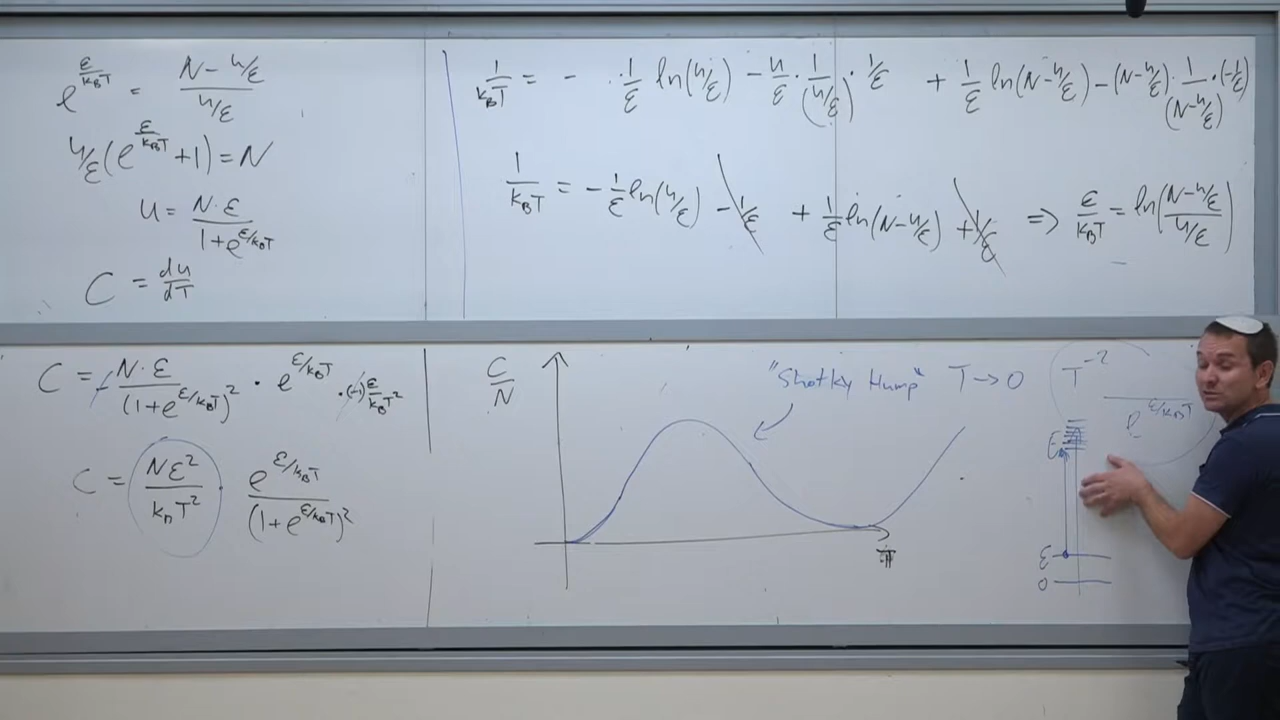 e^{ε/k_BT} = (N - u/ε)/(u/ε)
u/ε(e^{ε/k_BT} + 1) = N
u = N·ε/(1 + e^{ε/k_BT})
C = du/dT
1/(k_BT) = - · 1/ε ln(u/ε) - u/ε · 1/(u/ε) · 1/ε + 1/ε ln(N - u/ε) - (N - u/ε) · 1/(N - u/ε) · (-1/ε)
1/(k_BT) = - 1/ε ln(u/ε) - 1/ε + 1/ε ln(N - u/ε) + 1/ε ⇒ ε/(k_BT) = ln((N - u/ε)/(u/ε))
C = - N·ε/(1 + e^{ε/k_BT})² · e^{ε/k_BT} · (-1) ε/(k_BT²)
C = Nε²/(k_BT²) · e^{ε/k_BT}/(1 + e^{ε/k_BT})²
C/N
"Shotky Hump" T→0
T^{-2}
e^{ε/k_BT}
E
ε
0